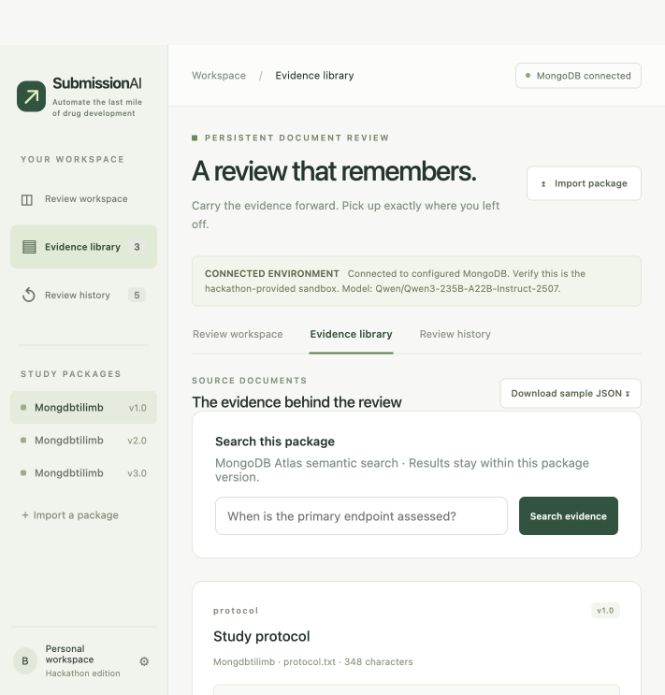 SubmissionAI
Automate the last mile
of drug development
YOUR WORKSPACE
Review workspace
Evidence library 3
Review history 5
STUDY PACKAGES
Mongdbtilimb v1.0
Mongdbtilimb v2.0
Mongdbtilimb v3.0
+ Import a package
B
Personal
workspace
Hackathon edition
Workspace / Evidence library
MongoDB connected
PERSISTENT DOCUMENT REVIEW
A review that remembers.
Carry the evidence forward. Pick up exactly where you left
off.
Import package
CONNECTED ENVIRONMENT Connected to configured MongoDB. Verify this is the
hackathon-provided sandbox. Model: Qwen/Qwen3-235B-A22B-Instruct-2507.
Review workspace Evidence library Review history
SOURCE DOCUMENTS
The evidence behind the review
Download sample JSON
Search this package
MongoDB Atlas semantic search · Results stay within this package
version.
When is the primary endpoint assessed?
Search evidence
protocol v1.0
Study protocol
Mongdbtilimb · protocol.txt · 348 characters